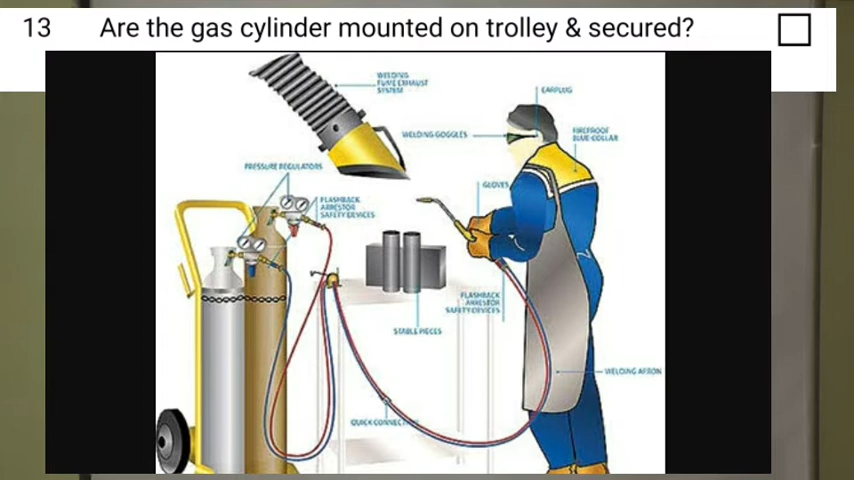 13 Are the gas cylinder mounted on trolley & secured?
WELDING
FUME EXHAUST
SYSTEM
EARPLUG
WELDING GOGGLES
FIREPROOF
BLUE-COLLAR
PRESSURE REGULATORS
GLOVES
FLASHBACK
ARRESTOR
SAFETY DEVICES
FLASHBACK
ARRESTOR
SAFETY DEVICES
STABLE PIECES
WELDING APRON
QUICK CONNECT